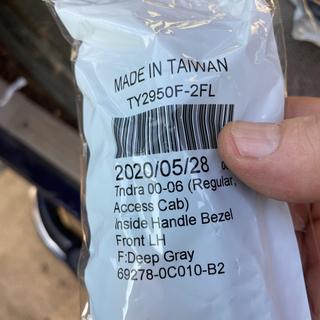 MADE IN TAIWAN
TY2950F-2FL
2020/05/28
Tndra 00-06 (Regular,
Access Cab)
Inside Handle Bezel
Front LH
F:Deep Gray
69278-0C010-B2